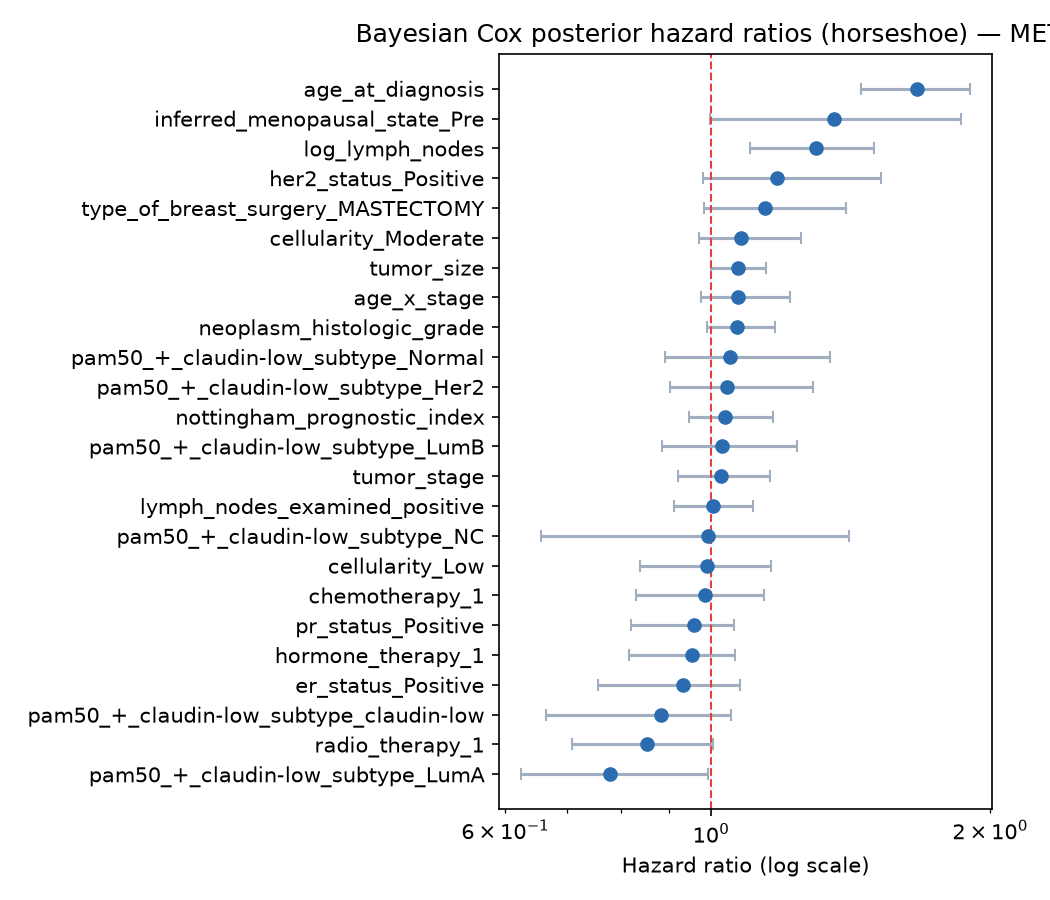 Bayesian Cox posterior hazard ratios (horseshoe) — MET
age_at_diagnosis
inferred_menopausal_state_Pre
log_lymph_nodes
her2_status_Positive
type_of_breast_surgery_MASTECTOMY
cellularity_Moderate
tumor_size
age_x_stage
neoplasm_histologic_grade
pam50_+_claudin-low_subtype_Normal
pam50_+_claudin-low_subtype_Her2
nottingham_prognostic_index
pam50_+_claudin-low_subtype_LumB
tumor_stage
lymph_nodes_examined_positive
pam50_+_claudin-low_subtype_NC
cellularity_Low
chemotherapy_1
pr_status_Positive
hormone_therapy_1
er_status_Positive
pam50_+_claudin-low_subtype_claudin-low
radio_therapy_1
pam50_+_claudin-low_subtype_LumA
6 × 10⁻¹ 10⁰ 2 × 10⁰
Hazard ratio (log scale)